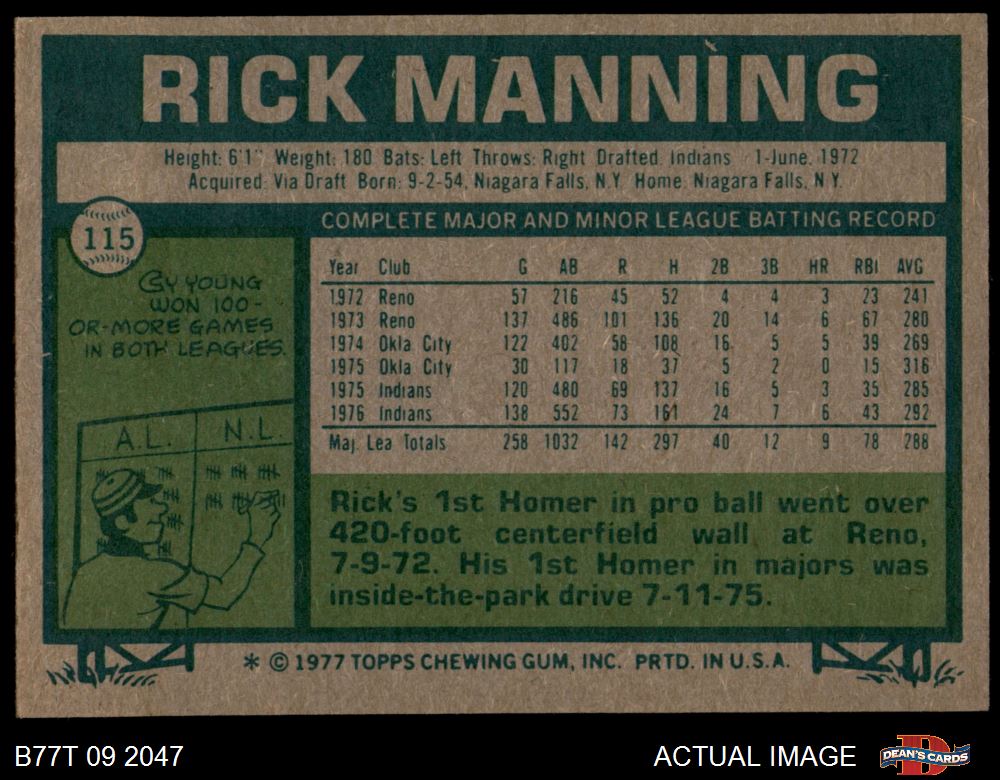 RICK MANNING
Height: 6'1" Weight: 180 Bats: Left Throws: Right Drafted: Indians 1-June, 1972
Acquired: Via Draft Born: 9-2-54, Niagara Falls, N.Y. Home: Niagara Falls, N.Y.
115
COMPLETE MAJOR AND MINOR LEAGUE BATTING RECORD
CY YOUNG
WON 100-
OR-MORE GAMES
IN BOTH LEAGUES.
A.L. N.L.
Year Club G AB R H 2B 3B HR RBI AVG
1972 Reno 57 216 45 52 4 4 3 23 241
1973 Reno 137 486 101 136 20 14 6 67 280
1974 Okla City 122 402 58 108 16 5 5 39 269
1975 Okla City 30 117 18 37 5 2 0 15 316
1975 Indians 120 480 69 137 16 5 3 35 285
1976 Indians 138 552 73 161 24 7 6 43 292
Maj. Lea Totals 258 1032 142 297 40 12 9 78 288
Rick's 1st Homer in pro ball went over
420-foot centerfield wall at Reno,
7-9-72. His 1st Homer in majors was
inside-the-park drive 7-11-75.
* © 1977 TOPPS CHEWING GUM, INC. PRTD. IN U.S.A.
B77T 09 2047
ACTUAL IMAGE
D
DEAN'S CARDS